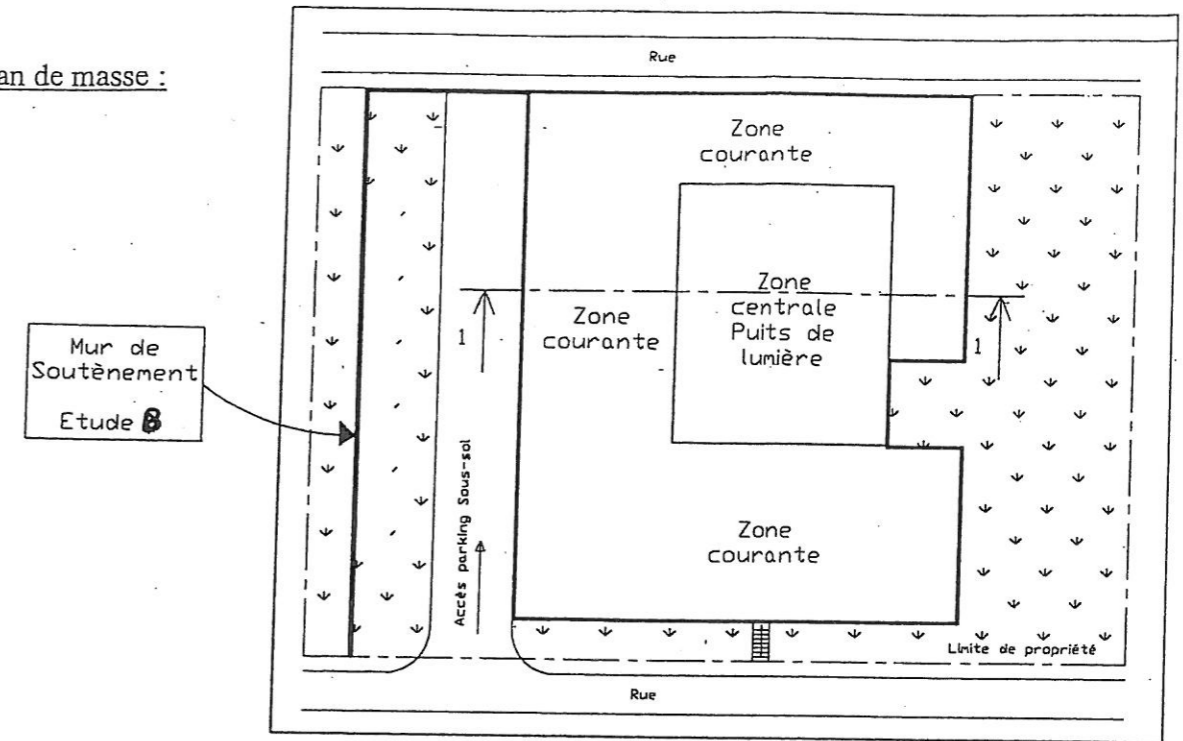 an de masse :
Rue
Zone
courante
Zone
centrale
Puits de
lumière
Zone
courante
1
1
Mur de
Soutènement
Etude B
Accès parking Sous-sol
Zone
courante
Limite de propriété
Rue